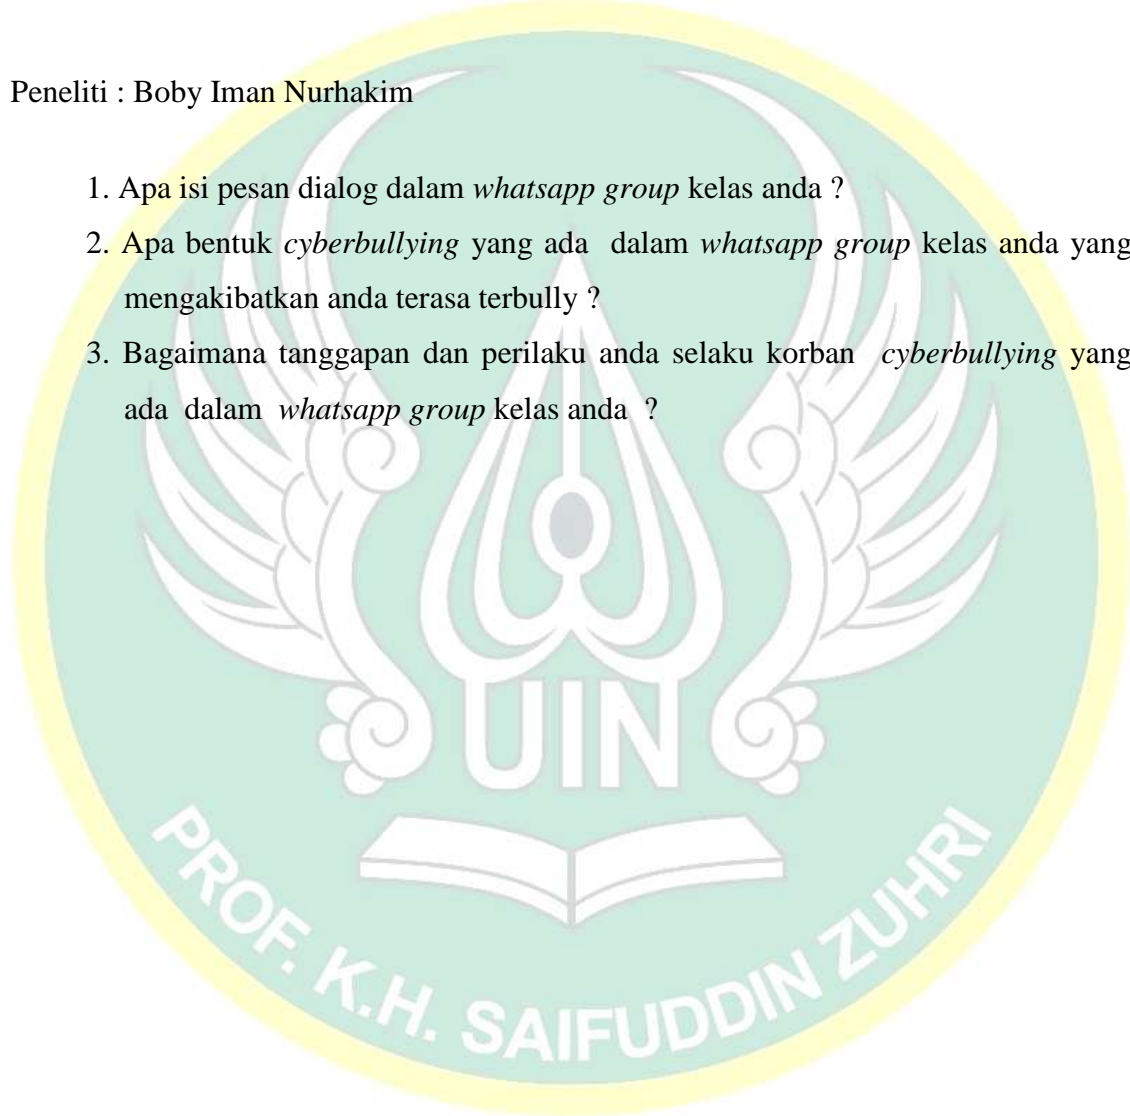 Peneliti : Boby Iman Nurhakim
1. Apa isi pesan dialog dalam whatsapp group kelas anda ?
2. Apa bentuk cyberbullying yang ada dalam whatsapp group kelas anda yang
mengakibatkan anda terasa terbully ?
3. Bagaimana tanggapan dan perilaku anda selaku korban cyberbullying yang
ada dalam whatsapp group kelas anda ?
UIN
PROF. K.H. SAIFUDDIN ZUHRI